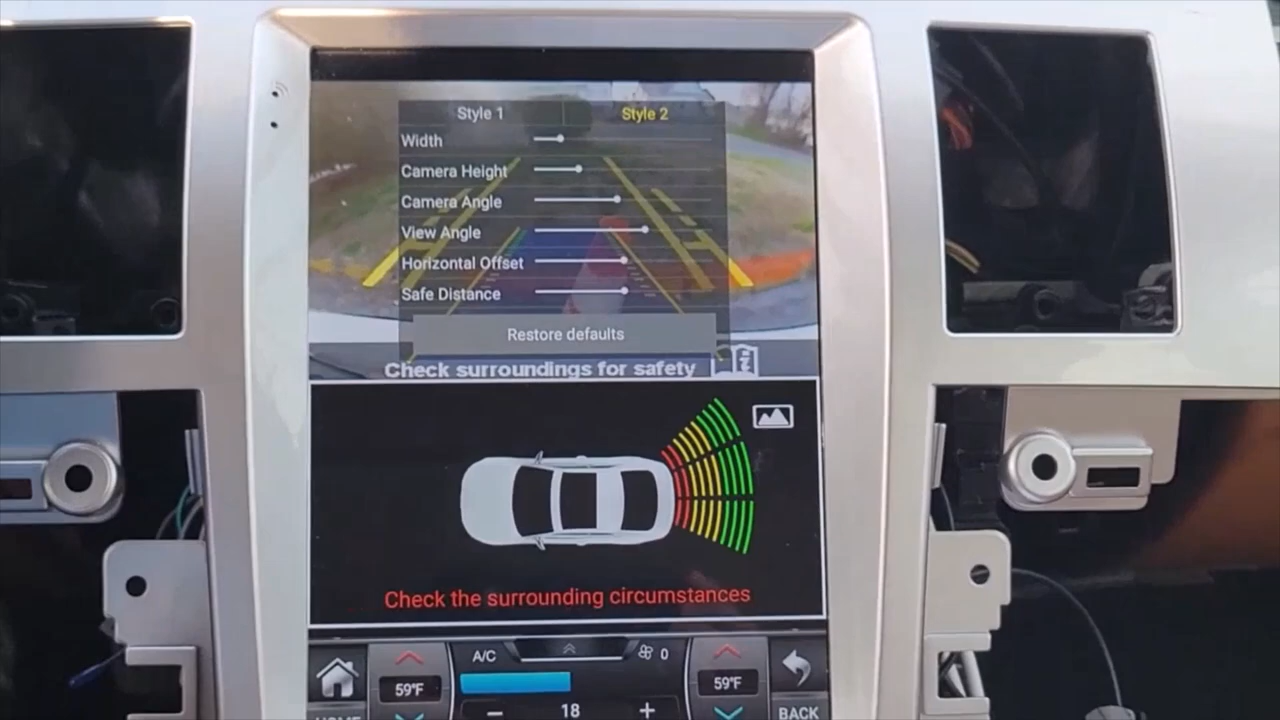 Style 1 Style 2
Width
Camera Height
Camera Angle
View Angle
Horizontal Offset
Safe Distance
Restore defaults
Check surroundings for safety
Check the surrounding circumstances
A/C 0
59°F 59°F
18
HOME BACK